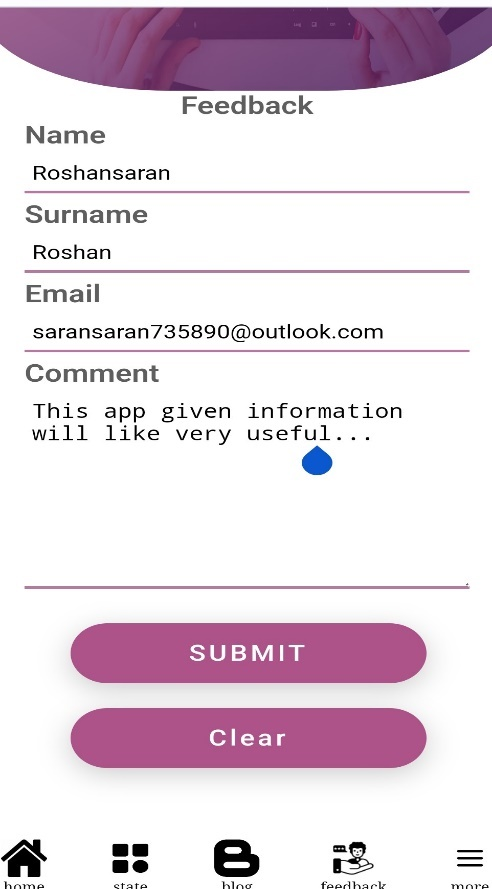 Feedback
Name
Roshansaran
Surname
Roshan
Email
saransaran735890@outlook.com
Comment
This app given information
will like very useful...
SUBMIT
Clear
home state blog feedback more